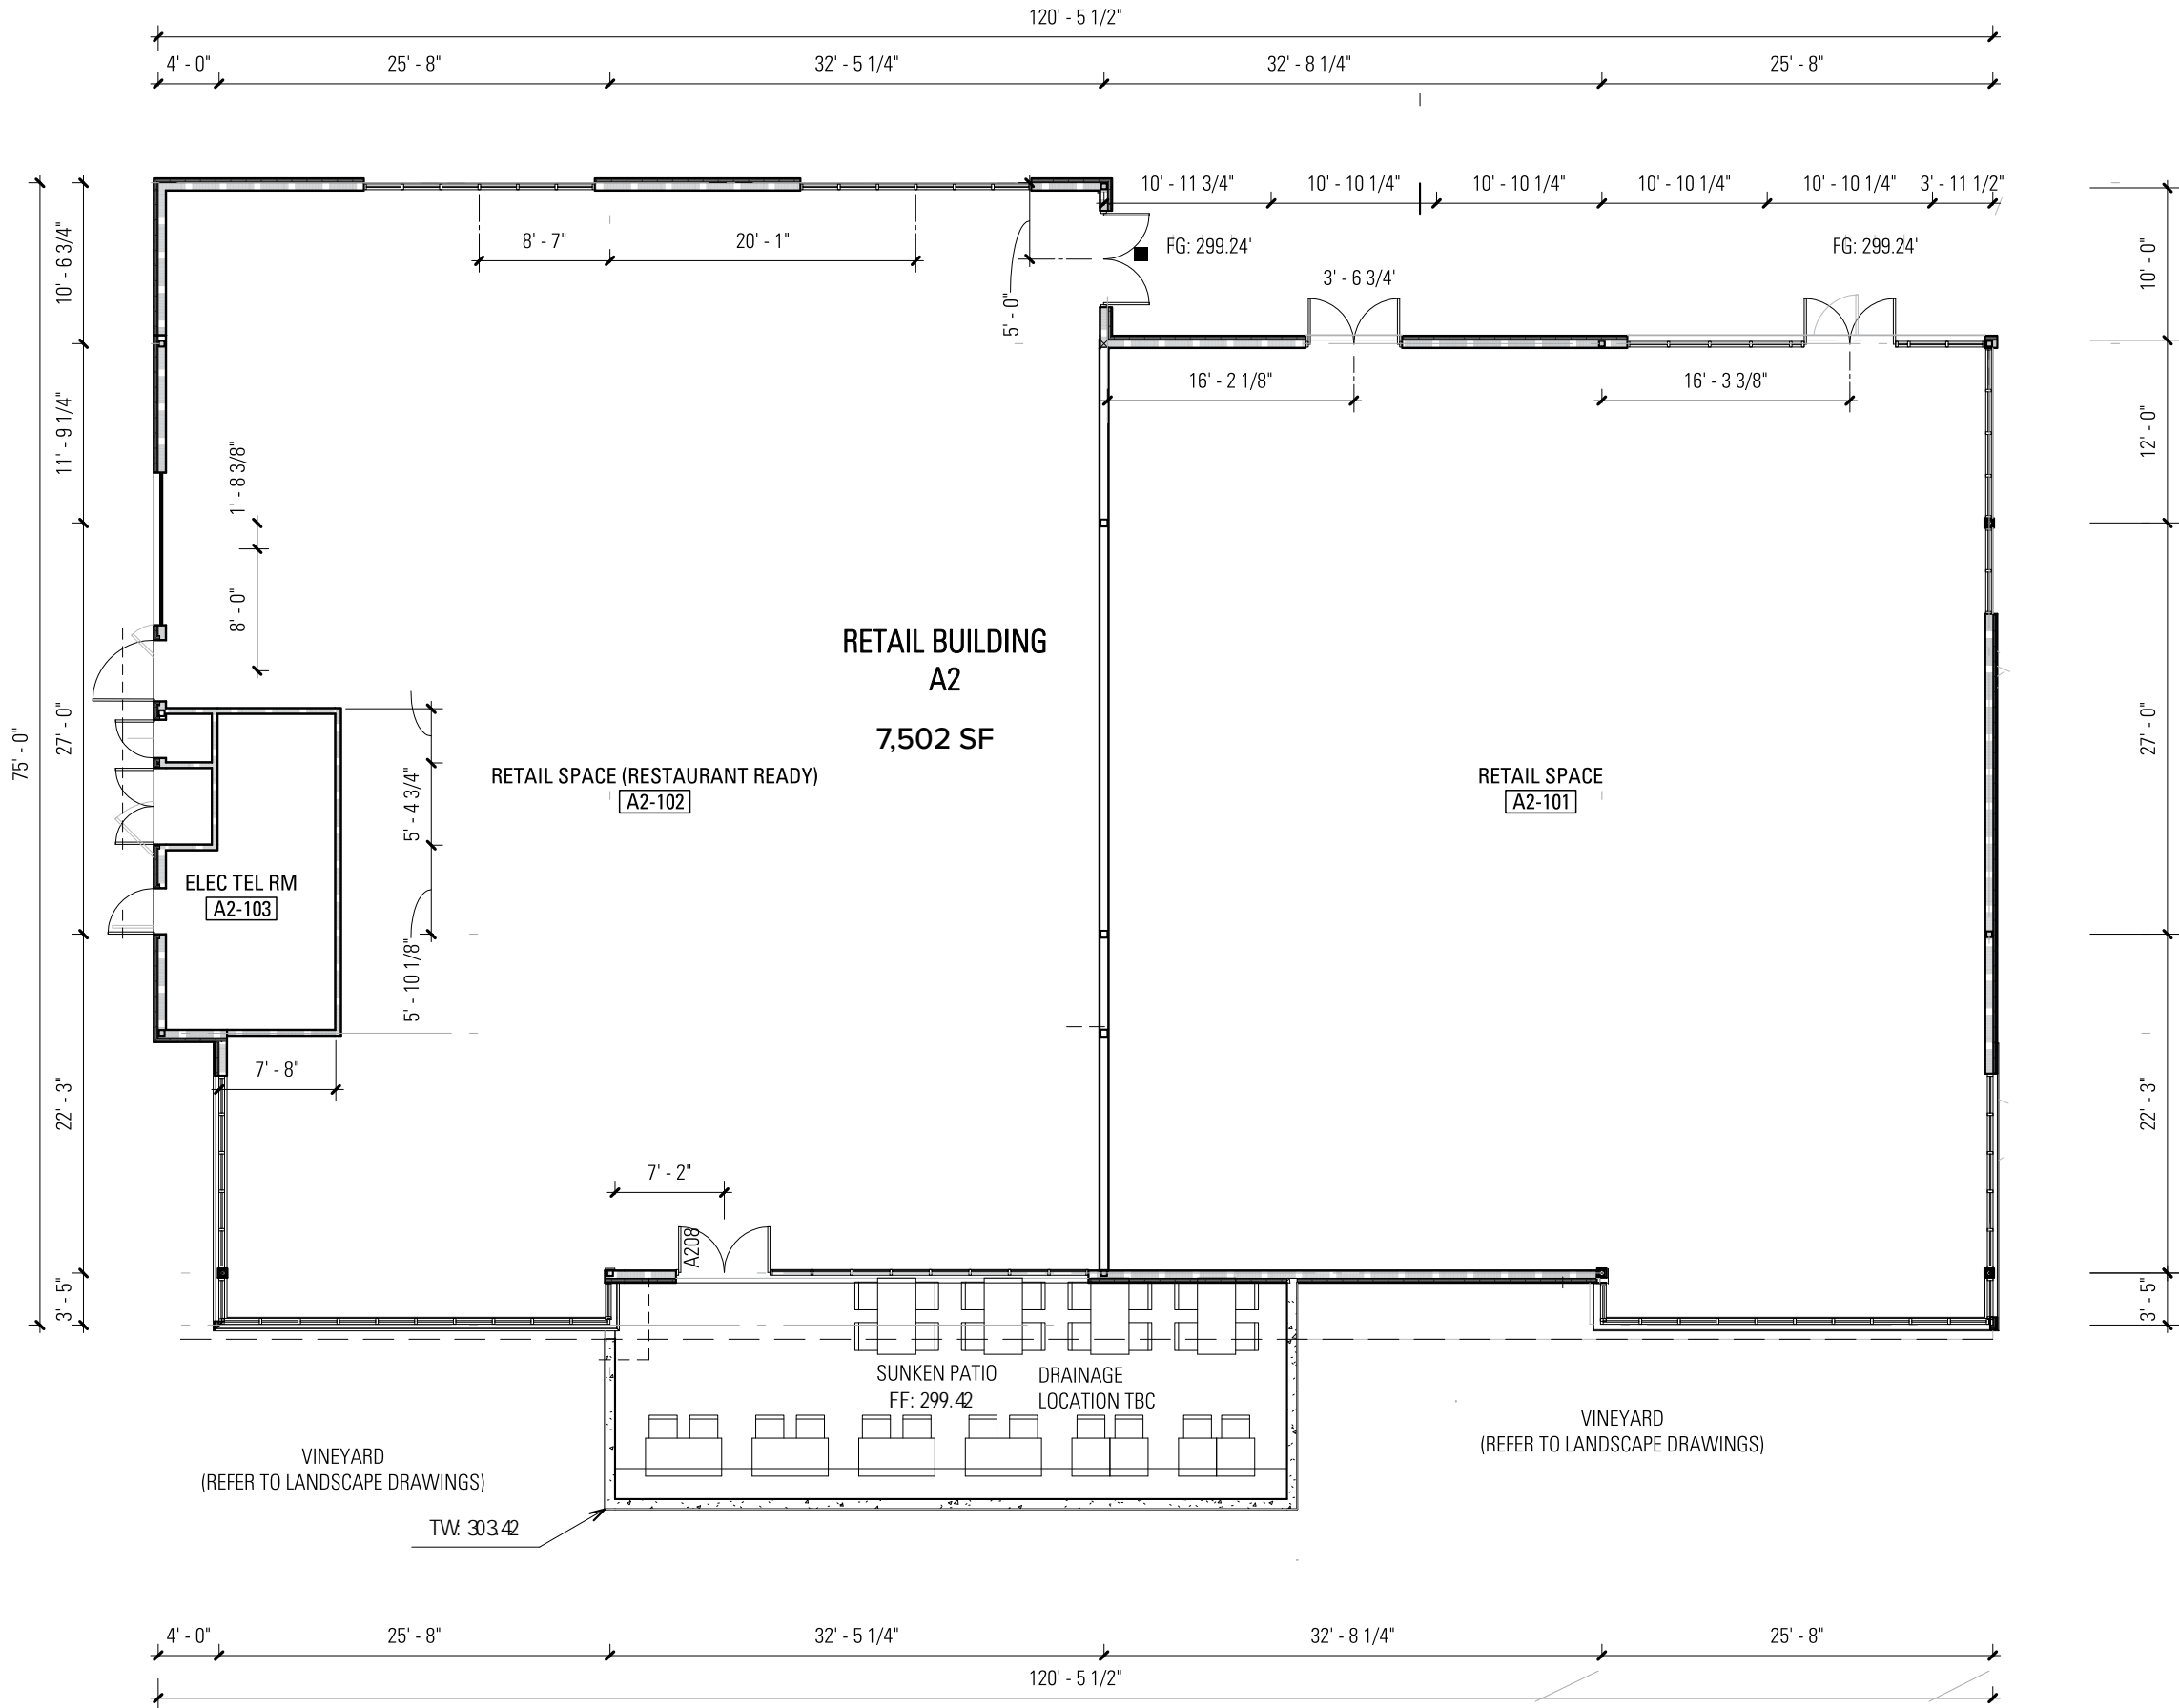 120' - 5 1/2"
4' - 0"
25' - 8"
32' - 5 1/4"
32' - 8 1/4"
25' - 8"
10' - 11 3/4"
10' - 10 1/4"
10' - 10 1/4"
10' - 10 1/4"
10' - 10 1/4"
3' - 11 1/2"
8' - 7"
20' - 1"
5' - 0"
FG: 299.24'
FG: 299.24'
3' - 6 3/4'
10' - 6 3/4"
10' - 0"
16' - 2 1/8"
16' - 3 3/8"
11' - 9 1/4"
12' - 0"
1' - 8 3/8"
8' - 0"
RETAIL BUILDING
A2
7,502 SF
75' - 0"
27' - 0"
27' - 0"
RETAIL SPACE (RESTAURANT READY)
A2-102
RETAIL SPACE
A2-101
5' - 4 3/4"
ELEC TEL RM
A2-103
5' - 10 1/8"
7' - 8"
22' - 3"
22' - 3"
7' - 2"
A208
3' - 5"
3' - 5"
SUNKEN PATIO
FF: 299.42
DRAINAGE
LOCATION TBC
VINEYARD
(REFER TO LANDSCAPE DRAWINGS)
VINEYARD
(REFER TO LANDSCAPE DRAWINGS)
TW: 303.42
4' - 0"
25' - 8"
32' - 5 1/4"
32' - 8 1/4"
25' - 8"
120' - 5 1/2"